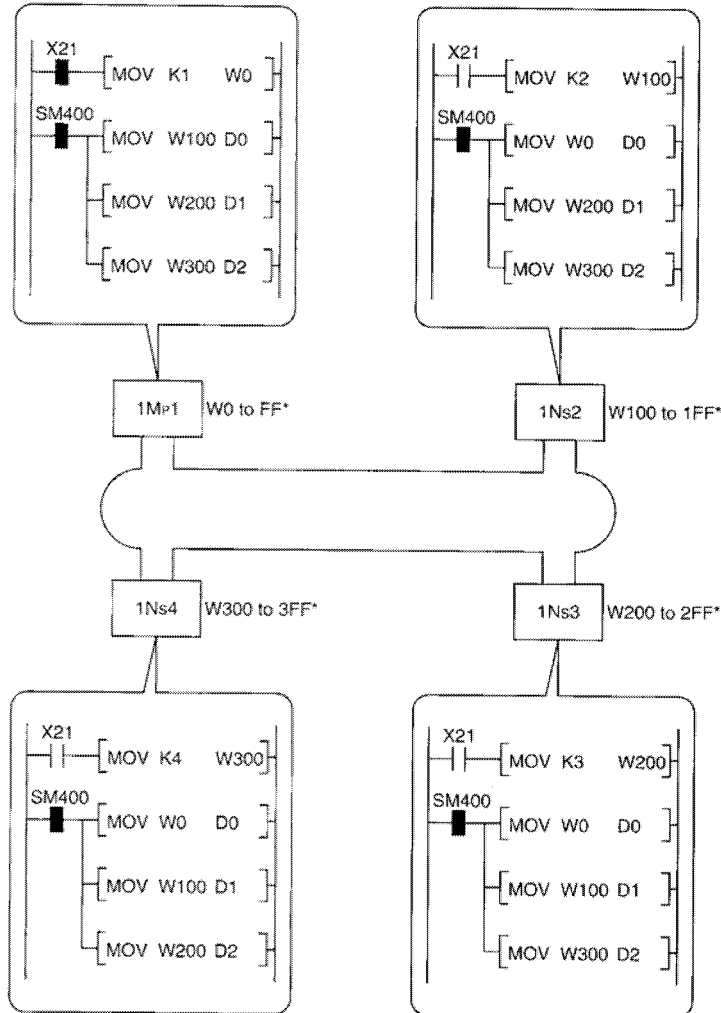 X21
MOV K1 W0
SM400
MOV W100 D0
MOV W200 D1
MOV W300 D2
X21
MOV K2 W100
SM400
MOV W0 D0
MOV W200 D1
MOV W300 D2
1MP1 W0 to FF*
1Ns2 W100 to 1FF*
1Ns4 W300 to 3FF*
1Ns3 W200 to 2FF*
X21
MOV K4 W300
SM400
MOV W0 D0
MOV W100 D1
MOV W200 D2
X21
MOV K3 W200
SM400
MOV W0 D0
MOV W100 D1
MOV W300 D2